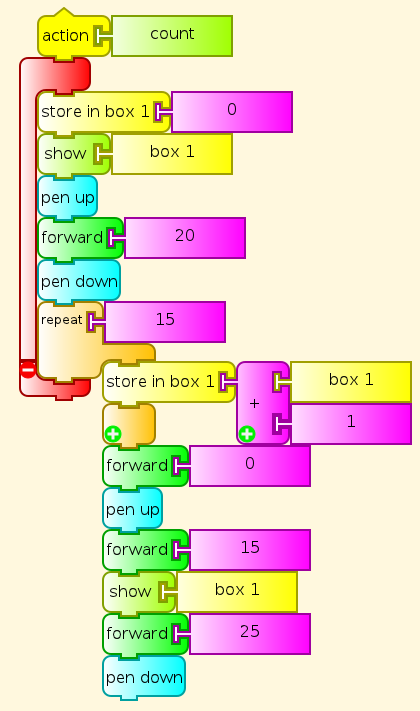 action count
store in box 1 0
show box 1
pen up
forward 20
pen down
repeat 15
store in box 1 + box 1
1
forward 0
pen up
forward 15
show box 1
forward 25
pen down